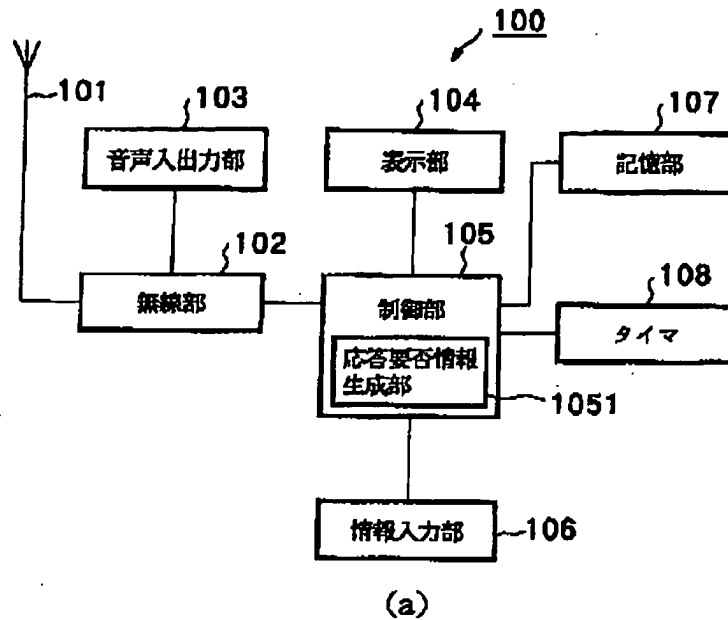 100
101
103
音声入出力部
104
表示部
107
記憶部
102
無線部
105
制御部
応答要否情報
生成部
1051
108
タイマ
情報入力部
106
(a)